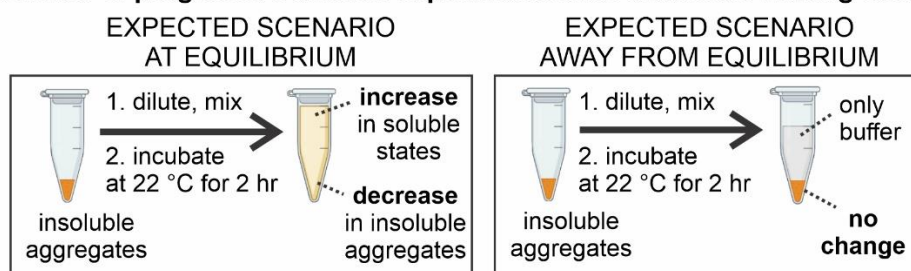 EXPECTED SCENARIO
AT EQUILIBRIUM
1. dilute, mix
2. incubate
at 22 °C for 2 hr
insoluble
aggregates
increase
in soluble
states
decrease
in insoluble
aggregates
EXPECTED SCENARIO
AWAY FROM EQUILIBRIUM
1. dilute, mix
2. incubate
at 22 °C for 2 hr
insoluble
aggregates
only
buffer
no
change